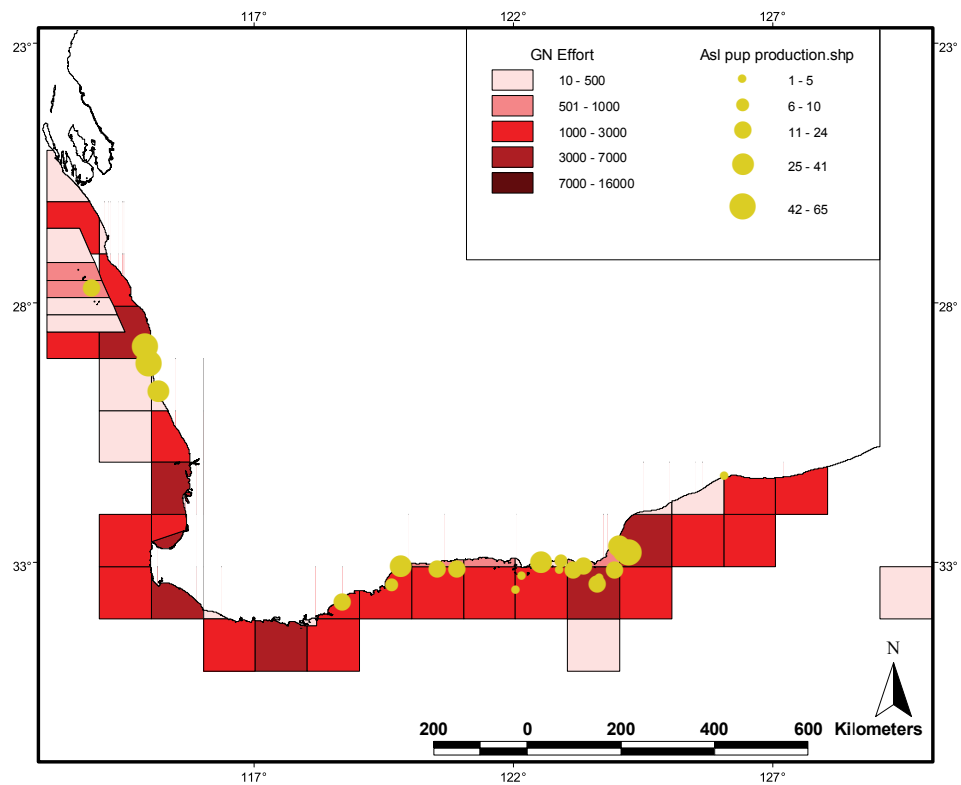 117° 122° 127°
23° 23°
GN Effort Asl pup production.shp
10 - 500 1 - 5
501 - 1000 6 - 10
1000 - 3000 11 - 24
3000 - 7000 25 - 41
7000 - 16000 42 - 65
28° 28°
33° 33°
N
200 0 200 400 600 Kilometers
117° 122° 127°